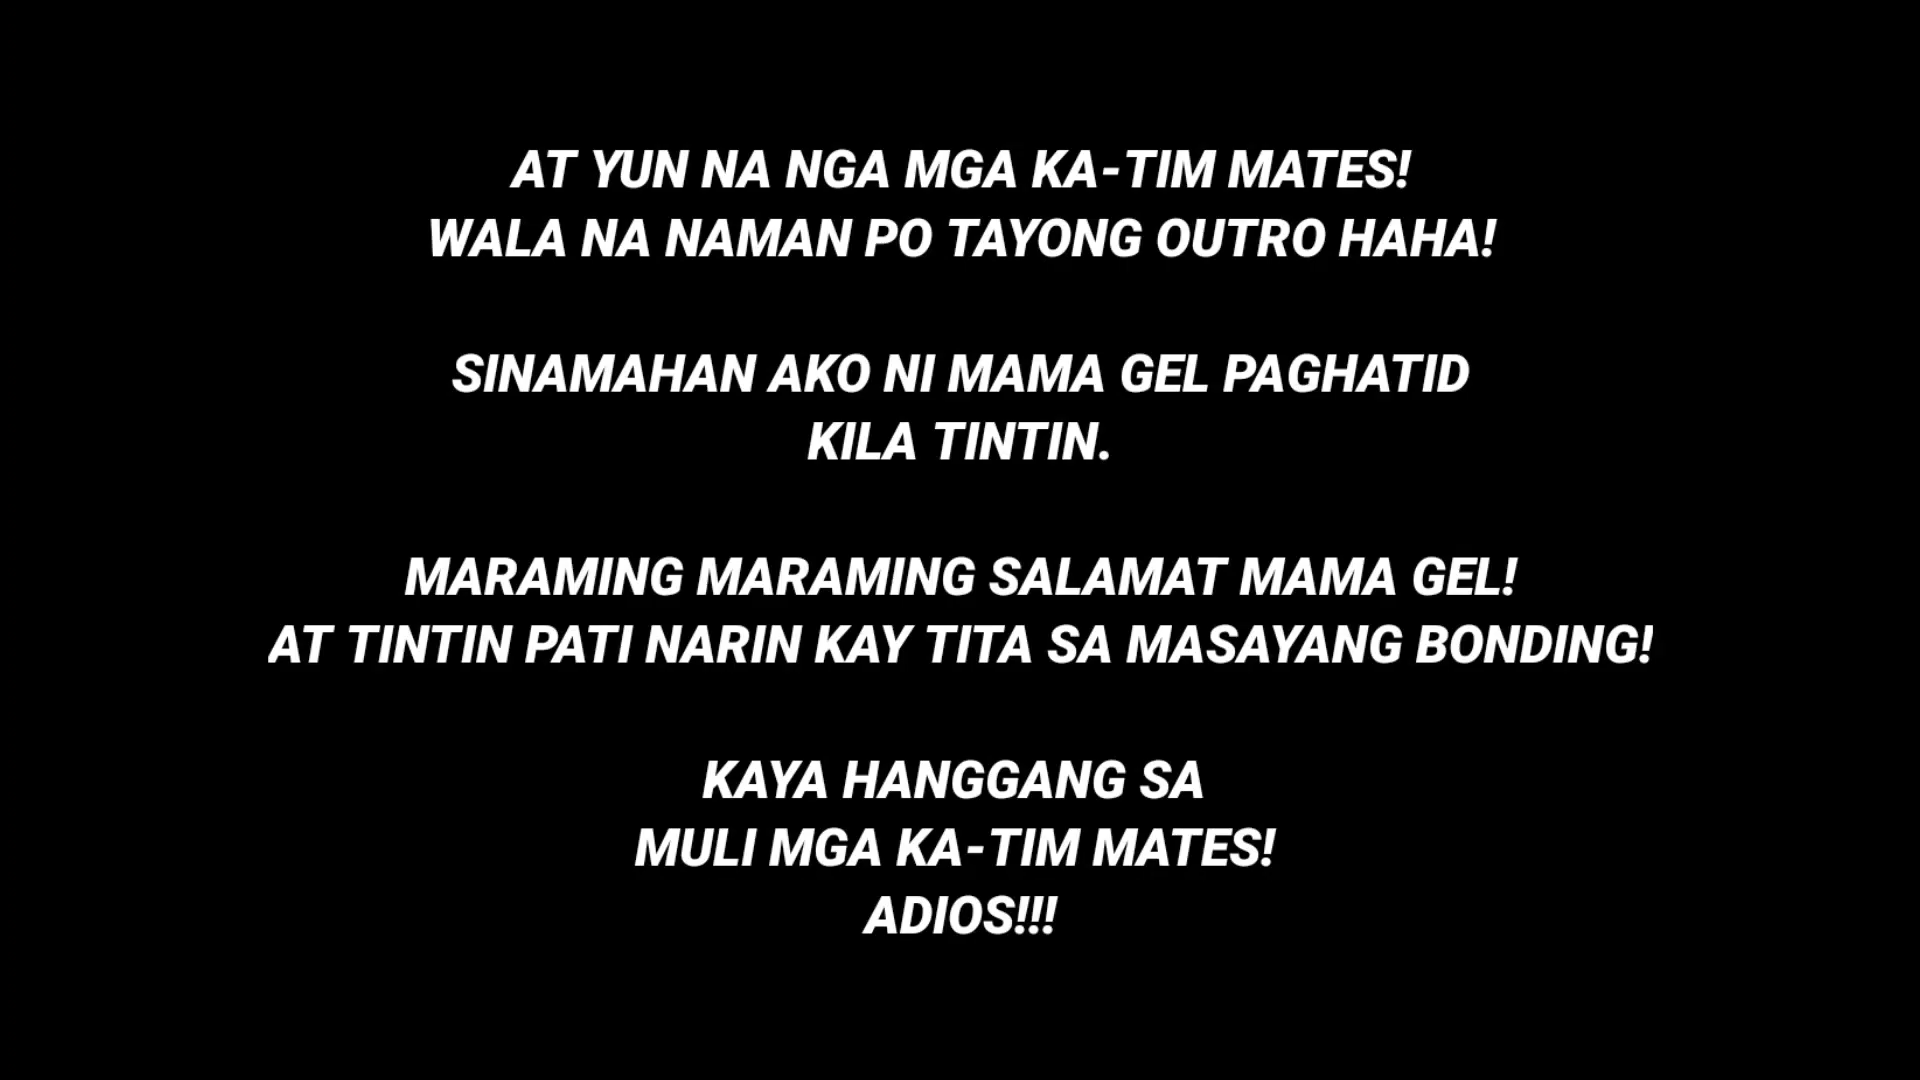 AT YUN NA NGA MGA KA-TIM MATES!
WALA NA NAMAN PO TAYONG OUTRO HAHA!
SINAMAHAN AKO NI MAMA GEL PAGHATID
KILA TINTIN.
MARAMING MARAMING SALAMAT MAMA GEL!
AT TINTIN PATI NARIN KAY TITA SA MASAYANG BONDING!
KAYA HANGGANG SA
MULI MGA KA-TIM MATES!
ADIOS!!!